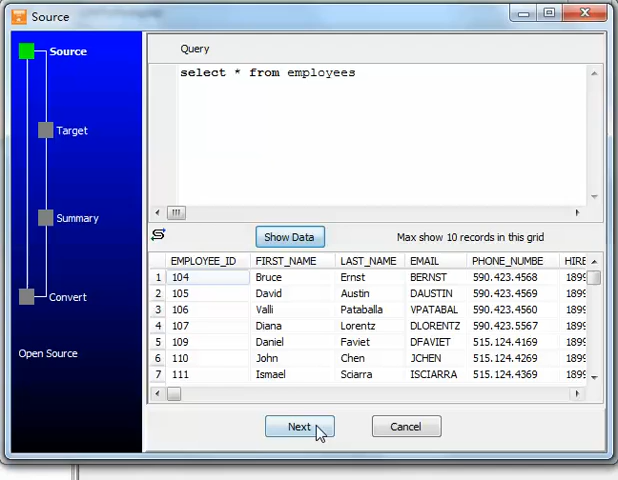 Source
Source
Target
Summary
Convert
Open Source
Query
select * from employees
Show Data
Max show 10 records in this grid
EMPLOYEE_ID FIRST_NAME LAST_NAME EMAIL PHONE_NUMBE HIRE
1 104 Bruce Ernst BERNST 590.423.4568 1899
2 105 David Austin DAUSTIN 590.423.4569 1899
3 106 Valli Pataballa VPATABAL 590.423.4560 1899
4 107 Diana Lorentz DLORENTZ 590.423.5567 1899
5 109 Daniel Faviet DFAVIET 515.124.4169 1899
6 110 John Chen JCHEN 515.124.4269 1899
7 111 Ismael Sciarra ISCIARRA 515.124.4369 1899
Next
Cancel